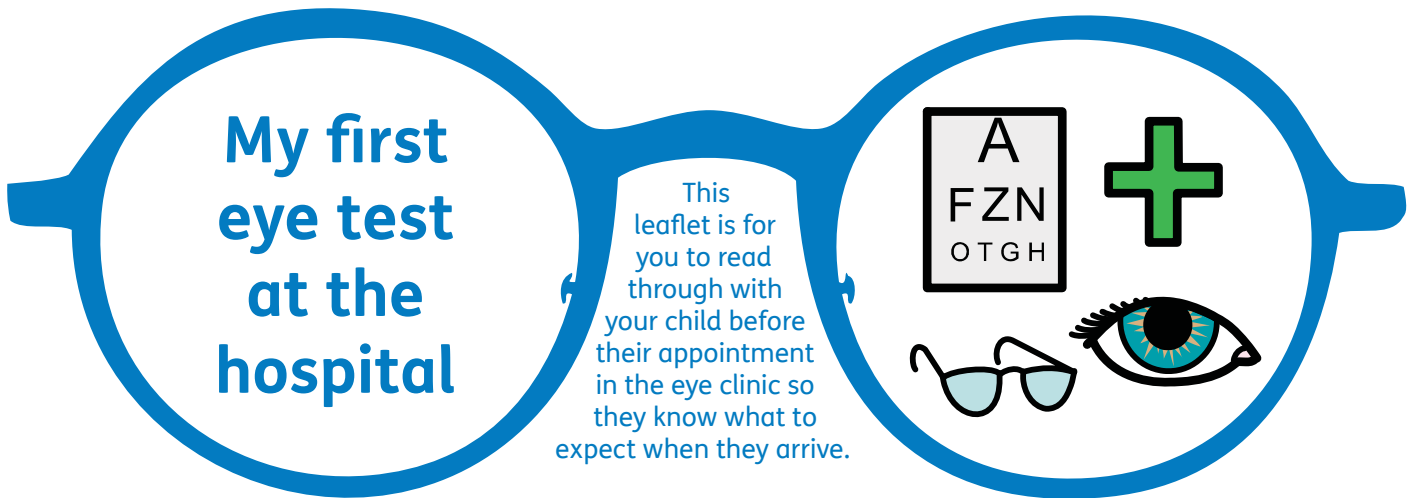 My first
eye test
at the
hospital
This
leaflet is for
you to read
through with
your child before
their appointment
in the eye clinic so
they know what to
expect when they arrive.
A
FZN
OTGH